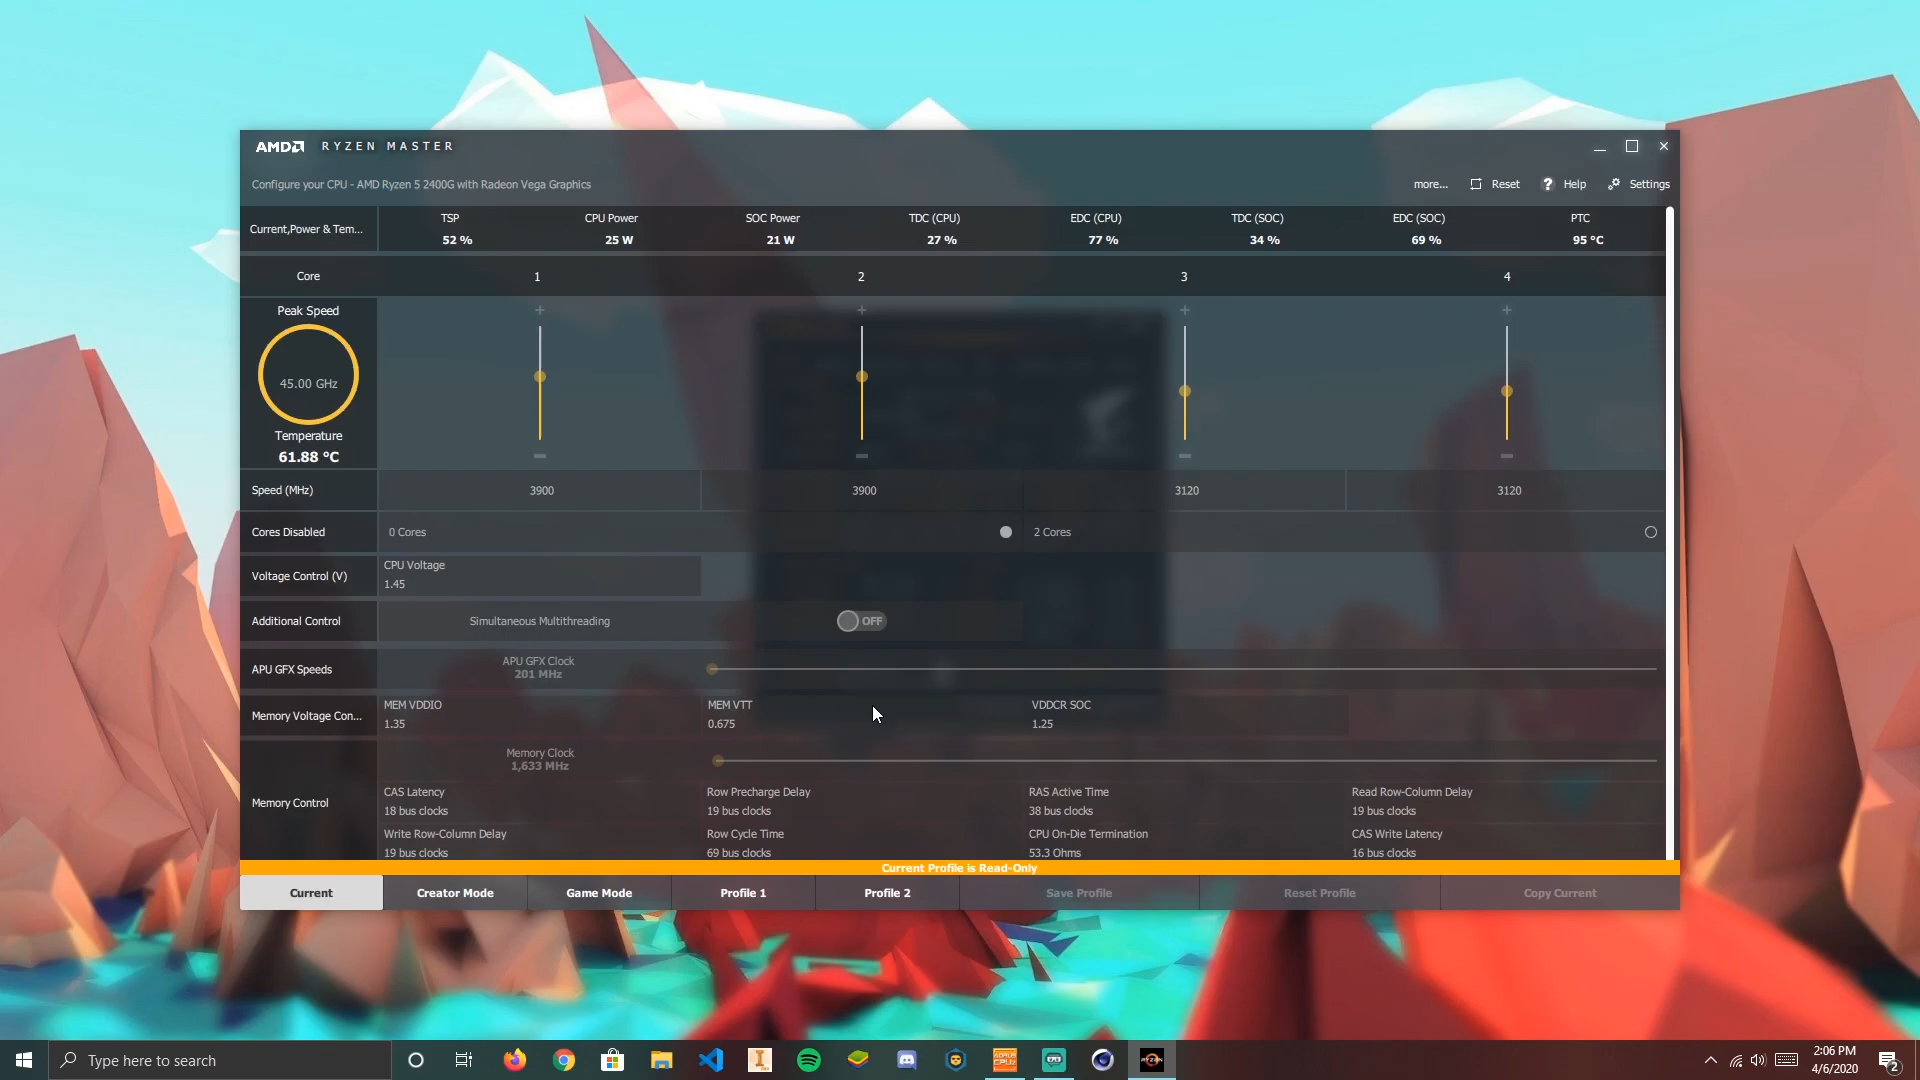 AMD RYZEN MASTER
Configure your CPU - AMD Ryzen 5 2400G with Radeon Vega Graphics
more... Reset ? Help Settings
Current,Power & Tem...
TSP CPU Power SOC Power TDC (CPU) EDC (CPU) TDC (SOC) EDC (SOC) PTC
52 % 25 W 21 W 27 % 77 % 34 % 69 % 95 °C
Core 1 2 3 4
Peak Speed
45.00 GHz
Temperature
61.88 °C
Speed (MHz) 3900 3900 3120 3120
Cores Disabled 0 Cores 2 Cores
Voltage Control (V)
CPU Voltage
1.45
Additional Control Simultaneous Multithreading OFF
APU GFX Speeds
APU GFX Clock
201 MHz
Memory Voltage Con...
MEM VDDIO MEM VTT VDDCR SOC
1.35 0.675 1.25
Memory Clock
1,633 MHz
Memory Control
CAS Latency Row Precharge Delay RAS Active Time Read Row-Column Delay
18 bus clocks 19 bus clocks 38 bus clocks 19 bus clocks
Write Row-Column Delay Row Cycle Time CPU On-Die Termination CAS Write Latency
19 bus clocks 69 bus clocks 53.3 Ohms 16 bus clocks
Current Profile is Read-Only
Current Creator Mode Game Mode Profile 1 Profile 2 Save Profile Reset Profile Copy Current
Type here to search
AORUS
CPU-Z
RYZEN
2:06 PM
4/6/2020
2